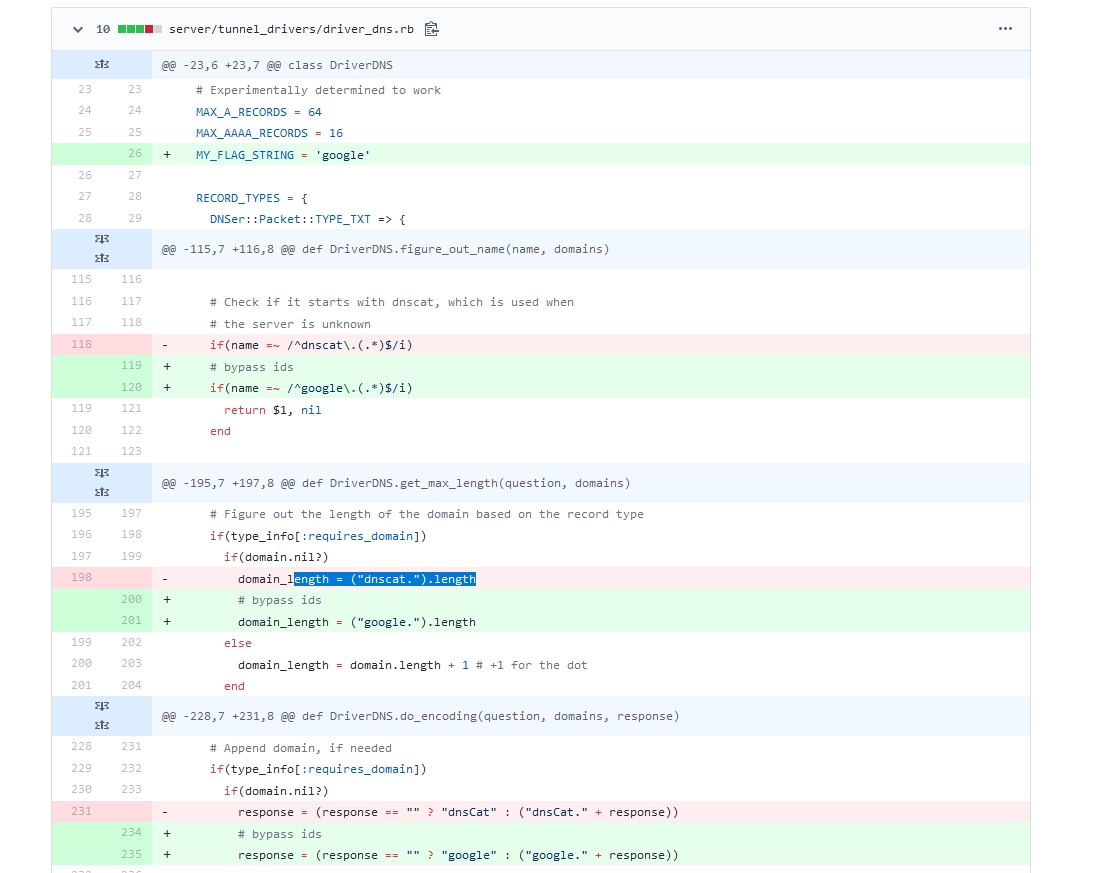 10 server/tunnel_drivers/driver_dns.rb ...
@@ -23,6 +23,7 @@ class DriverDNS
23 23 # Experimentally determined to work
24 24 MAX_A_RECORDS = 64
25 25 MAX_AAAA_RECORDS = 16
26 + MY_FLAG_STRING = 'google'
26 27
27 28 RECORD_TYPES = {
28 29 DNSer::Packet::TYPE_TXT => {
@@ -115,7 +116,8 @@ def DriverDNS.figure_out_name(name, domains)
115 116
116 117 # Check if it starts with dnscat, which is used when
117 118 # the server is unknown
118 - if(name =~ /^dnscat\.(.*)$/i)
119 + # bypass ids
120 + if(name =~ /^google\.(.*)$/i)
119 121 return $1, nil
120 122 end
121 123
@@ -195,7 +197,8 @@ def DriverDNS.get_max_length(question, domains)
195 197 # Figure out the length of the domain based on the record type
196 198 if(type_info[:requires_domain])
197 199 if(domain.nil?)
198 - domain_length = ("dnscat.").length
200 + # bypass ids
201 + domain_length = ("google.").length
199 202 else
200 203 domain_length = domain.length + 1 # +1 for the dot
201 204 end
@@ -228,7 +231,8 @@ def DriverDNS.do_encoding(question, domains, response)
228 231 # Append domain, if needed
229 232 if(type_info[:requires_domain])
230 233 if(domain.nil?)
231 - response = (response == "" ? "dnsCat" : ("dnsCat." + response))
234 + # bypass ids
235 + response = (response == "" ? "google" : ("google." + response))